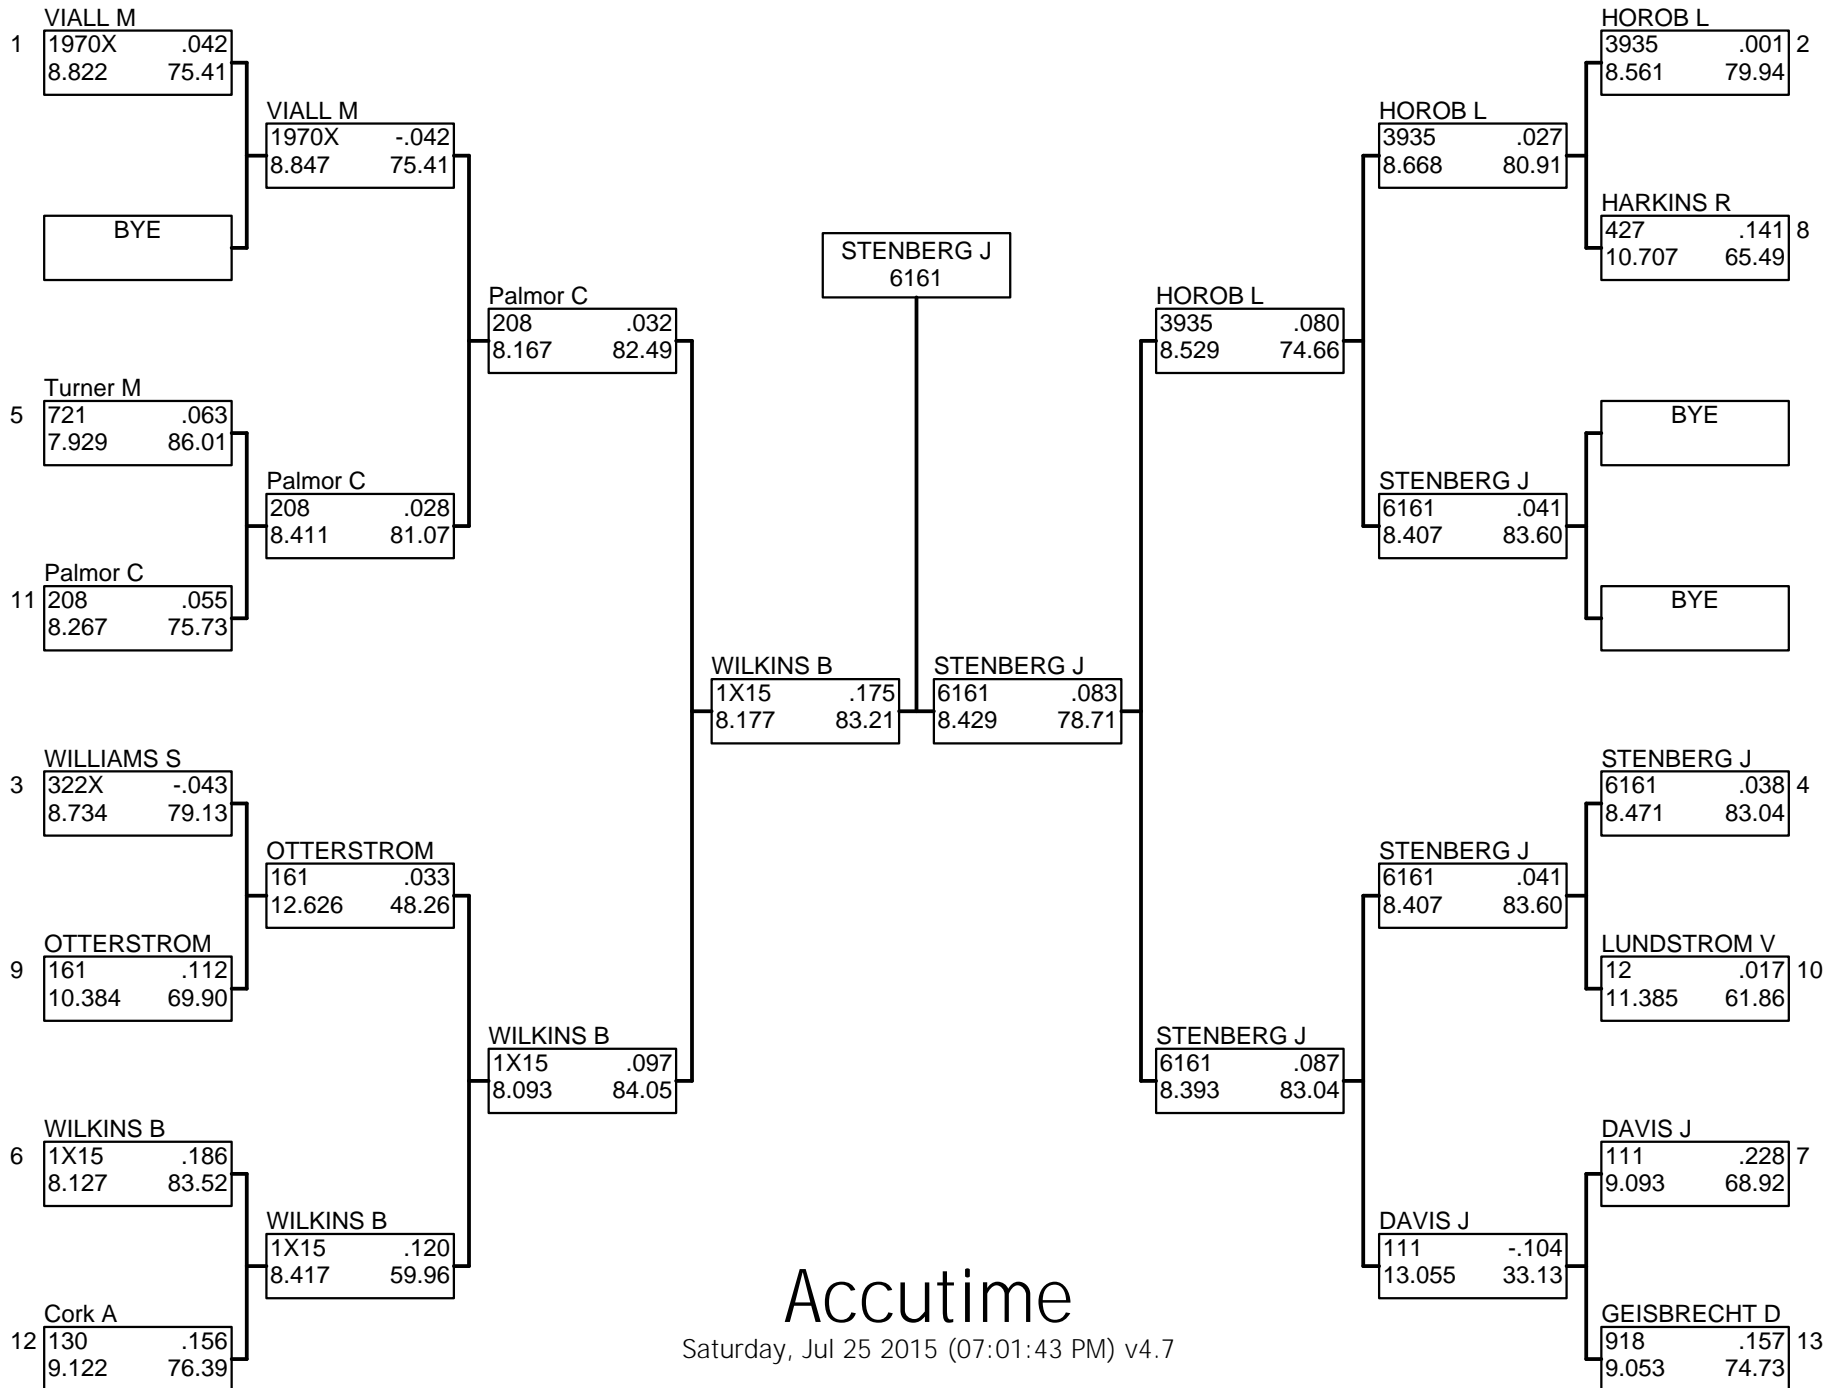 VIALL M
1 1970X .042
8.822 75.41
BYE
Turner M
5 721 .063
7.929 86.01
Palmor C
11 208 .055
8.267 75.73
WILLIAMS S
3 322X -.043
8.734 79.13
OTTERSTROM
9 161 .112
10.384 69.90
WILKINS B
6 1X15 .186
8.127 83.52
Cork A
12 130 .156
9.122 76.39
VIALL M
1970X -.042
8.847 75.41
Palmor C
208 .028
8.411 81.07
OTTERSTROM
161 .033
12.626 48.26
WILKINS B
1X15 .120
8.417 59.96
Palmor C
208 .032
8.167 82.49
WILKINS B
1X15 .097
8.093 84.05
WILKINS B
1X15 .175
8.177 83.21
STENBERG J
6161
STENBERG J
6161 .083
8.429 78.71
HOROB L
3935 .080
8.529 74.66
STENBERG J
6161 .087
8.393 83.04
HOROB L
3935 .027
8.668 80.91
STENBERG J
6161 .041
8.407 83.60
STENBERG J
6161 .041
8.407 83.60
DAVIS J
111 -.104
13.055 33.13
HOROB L
3935 .001 2
8.561 79.94
HARKINS R
427 .141 8
10.707 65.49
BYE
BYE
STENBERG J
6161 .038 4
8.471 83.04
LUNDSTROM V
12 .017 10
11.385 61.86
DAVIS J
111 .228 7
9.093 68.92
GEISBRECHT D
918 .157 13
9.053 74.73
Accutime
Saturday, Jul 25 2015 (07:01:43 PM) v4.7